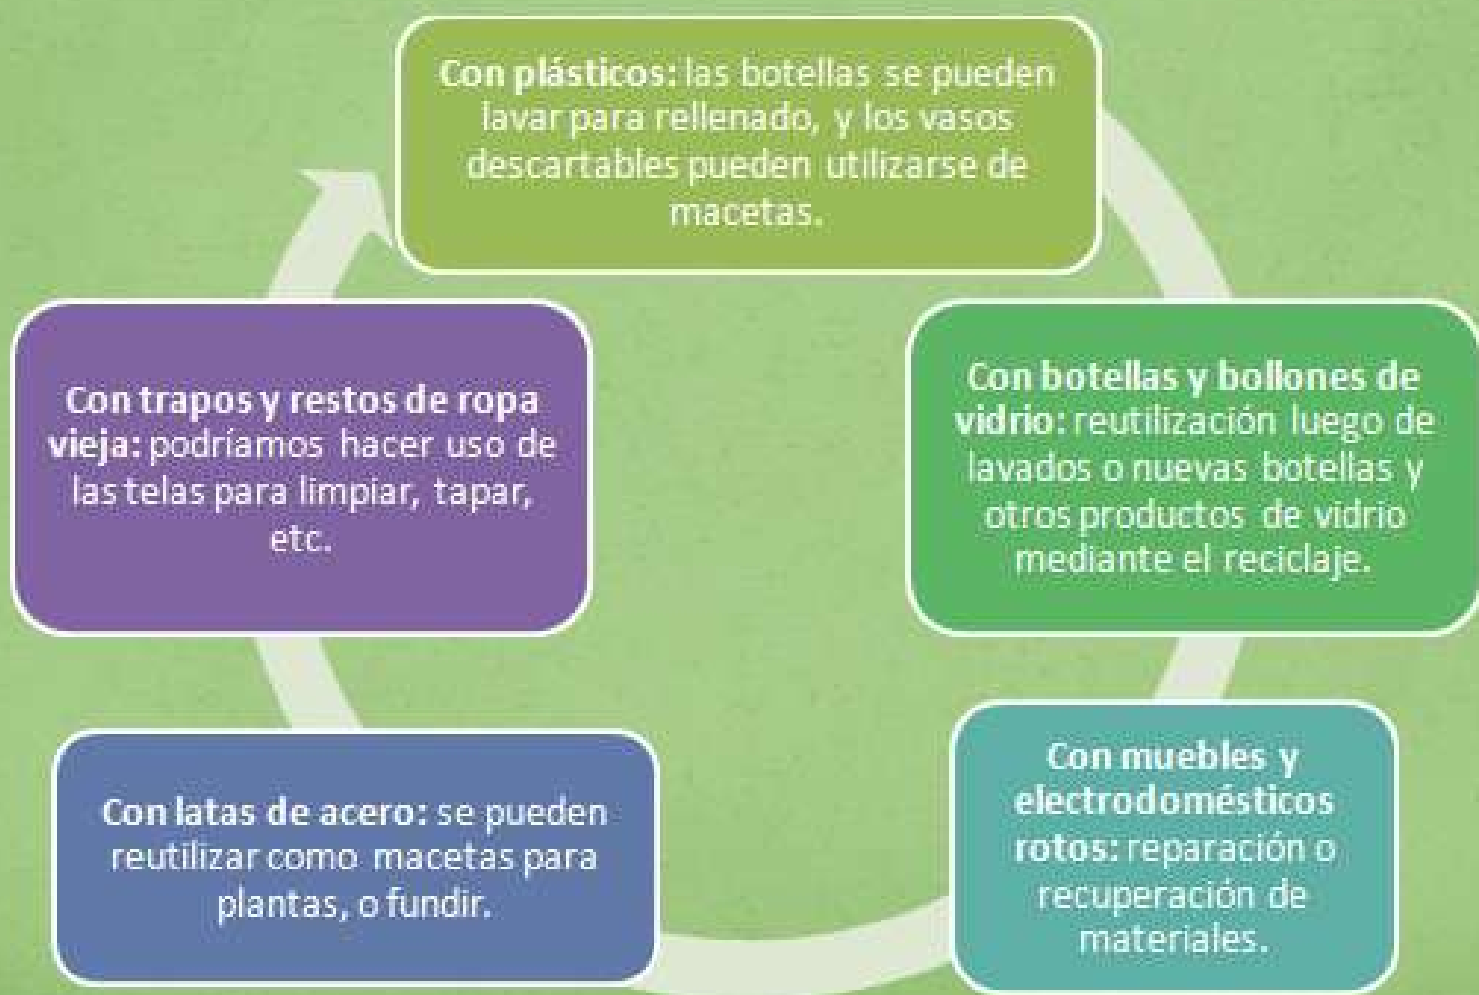 Con plásticos: las botellas se pueden
lavar para rellenado, y los vasos
descartables pueden utilizarse de
macetas.
Con botellas y bollones de
vidrio: reutilización luego de
lavados o nuevas botellas y
otros productos de vidrio
mediante el reciclaje.
Con muebles y
electrodomésticos
rotos: reparación o
recuperación de
materiales.
Con latas de acero: se pueden
reutilizar como macetas para
plantas, o fundir.
Con trapos y restos de ropa
vieja: podríamos hacer uso de
las telas para limpiar, tapar,
etc.